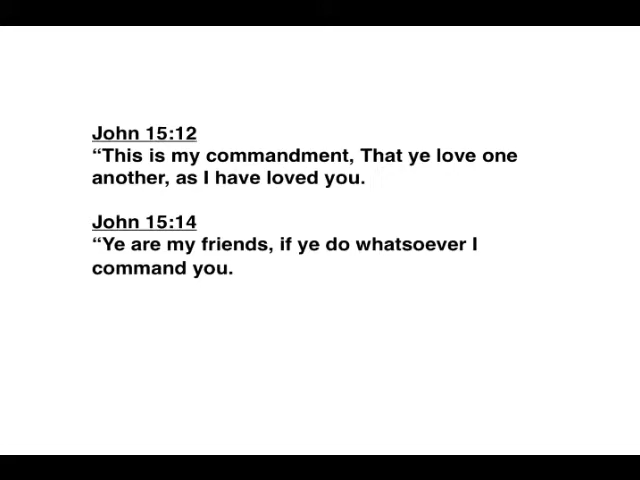 John 15:12
“This is my commandment, That ye love one
another, as I have loved you.
John 15:14
“Ye are my friends, if ye do whatsoever I
command you.